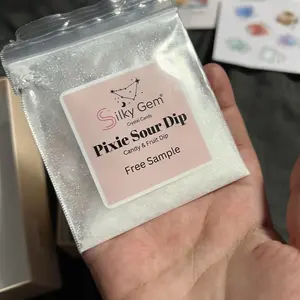 Silky Gem®
Crystal Candy
Pixie Sour Dip
Candy & Fruit Dip
Free Sample